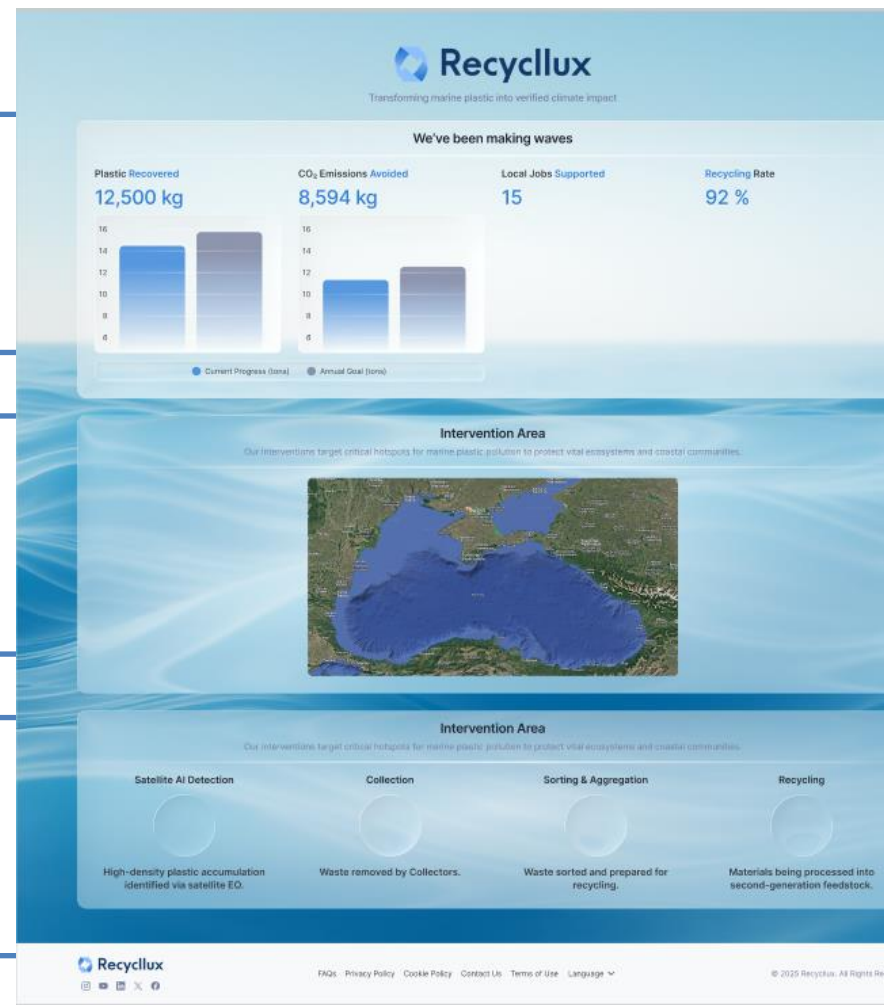 Recycllux
Transforming marine plastic into verified climate impact
We've been making waves
Plastic Recovered
12,500 kg
CO₂ Emissions Avoided
8,594 kg
Local Jobs Supported
15
Recycling Rate
92 %
16
14
12
10
8
6
16
14
12
10
8
6
Current Progress (tons)
Annual Goal (tons)
Intervention Area
Our interventions target critical hotspots for marine plastic pollution to protect vital ecosystems and coastal communities.
Intervention Area
Our interventions target critical hotspots for marine plastic pollution to protect vital ecosystems and coastal communities.
Satellite AI Detection
High-density plastic accumulation
identified via satellite EO.
Collection
Waste removed by Collectors.
Sorting & Aggregation
Waste sorted and prepared for
recycling.
Recycling
Materials being processed into
second-generation feedstock.
Recycllux
FAQs Privacy Policy Cookie Policy Contact Us Terms of Use Language
© 2025 Recycllux. All Rights Re